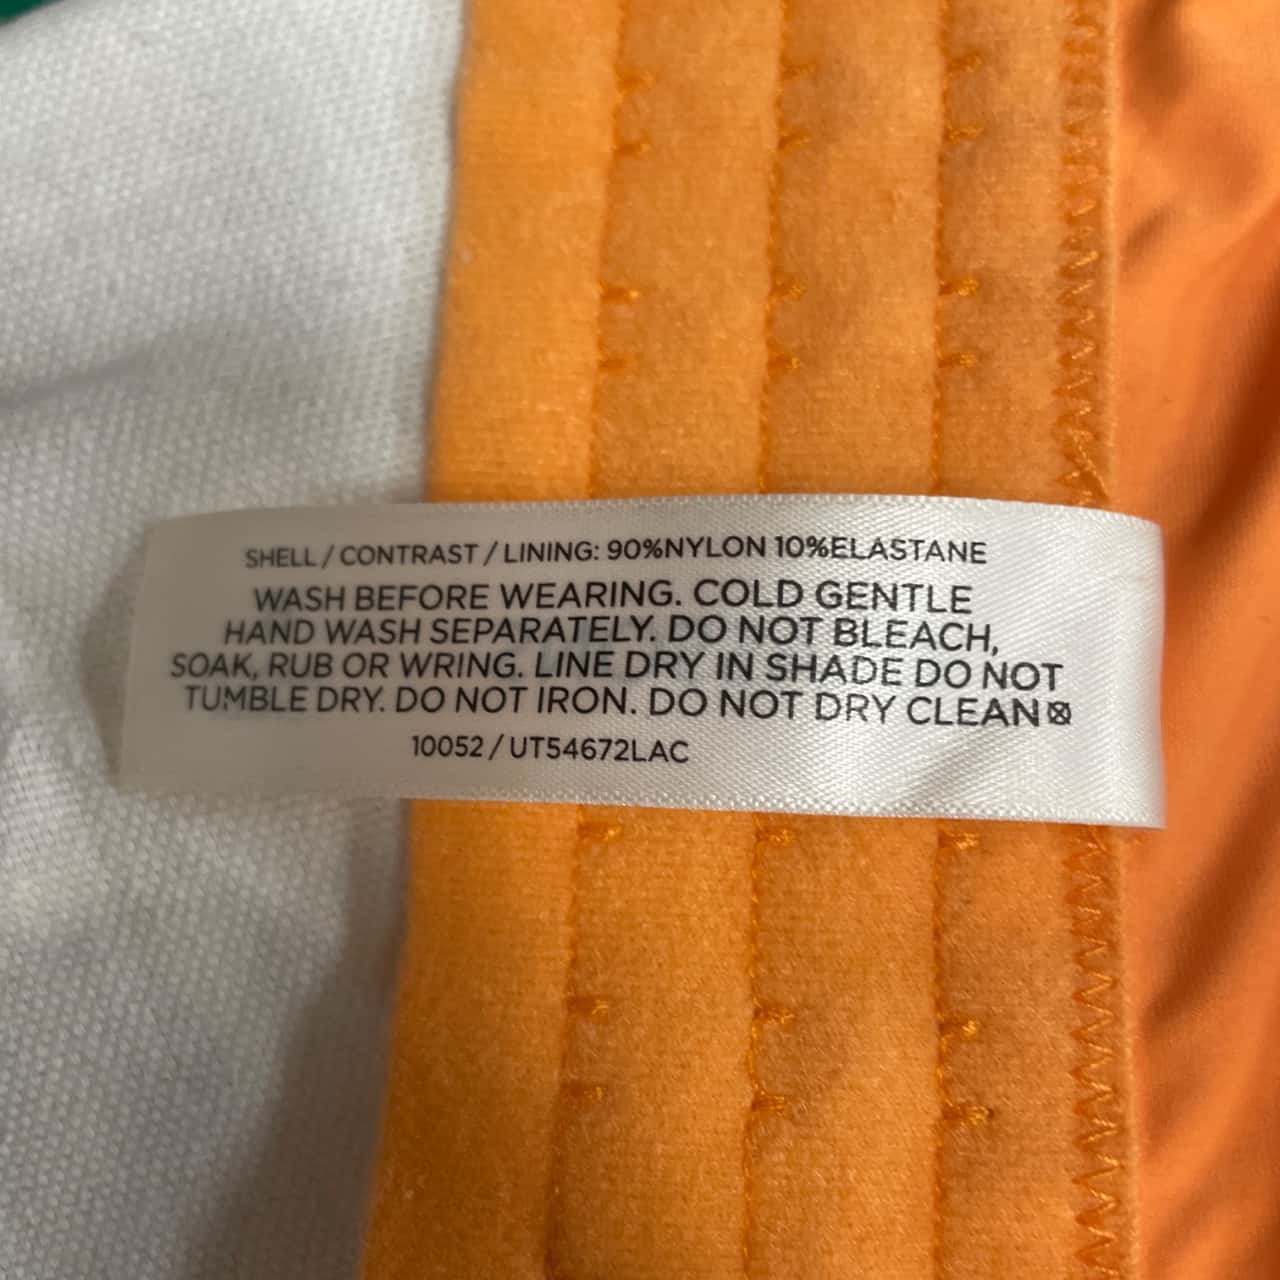 SHELL / CONTRAST / LINING: 90%NYLON 10%ELASTANE
WASH BEFORE WEARING. COLD GENTLE
HAND WASH SEPARATELY. DO NOT BLEACH,
SOAK, RUB OR WRING. LINE DRY IN SHADE DO NOT
TUMBLE DRY. DO NOT IRON. DO NOT DRY CLEAN
10052 / UT54672LAC